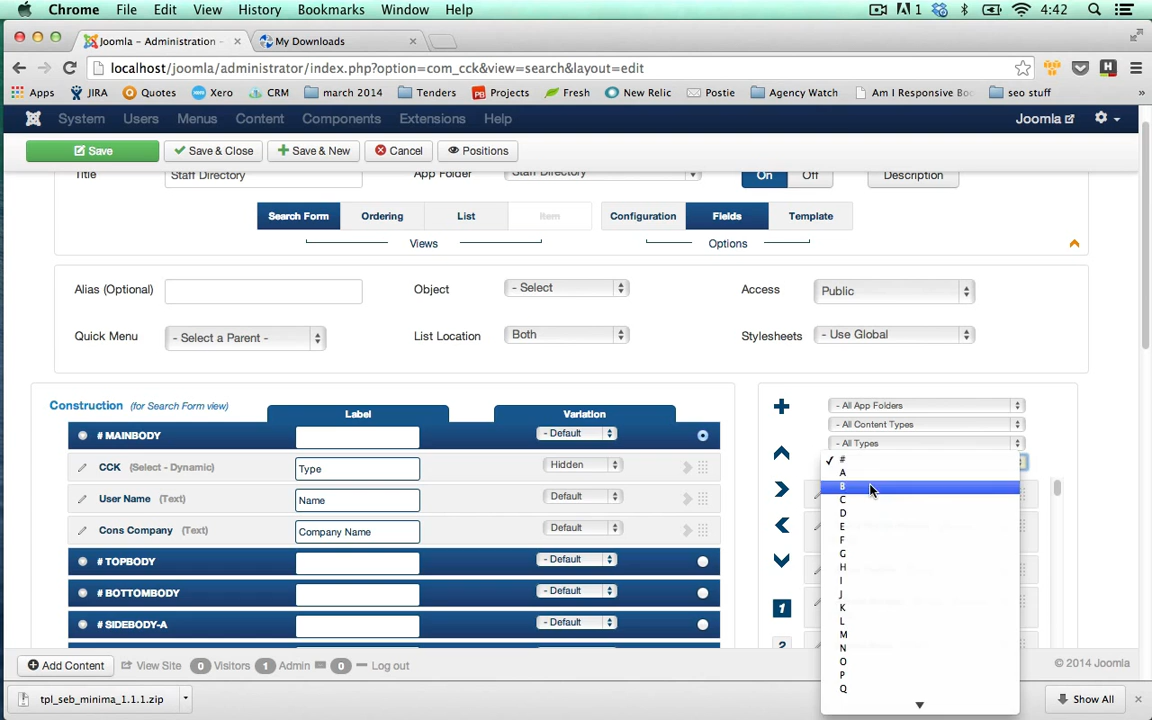 Chrome File Edit View History Bookmarks Window Help 1 4:42
Joomla - Administration - My Downloads
localhost/joomla/administrator/index.php?option=com_cck&view=search&layout=edit
Apps JIRA Quotes Xero CRM march 2014 Tenders Projects Fresh New Relic Postie Agency Watch Am I Responsive Boo seo stuff »
System Users Menus Content Components Extensions Help Joomla
Save Save & Close Save & New Cancel Positions
Title Staff Directory App Folder Staff Directory On Off Description
Search Form Ordering List Item Configuration Fields Template
Views Options
Alias (Optional) Object - Select Access Public
Quick Menu - Select a Parent - List Location Both Stylesheets - Use Global
Construction (for Search Form view) Label Variation
- All App Folders
- All Content Types
- All Types
# MAINBODY - Default
CCK (Select - Dynamic) Type Hidden
User Name (Text) Name Default
Cons Company (Text) Company Name Default
# TOPBODY - Default
# BOTTOMBODY - Default
# SIDEBODY-A - Default
#
A
B
C
D
E
F
G
H
I
J
K
L
M
N
O
P
Q
1
2
Add Content View Site 0 Visitors 1 Admin 0 Log out © 2014 Joomla
tpl_seb_minima_1.1.1.zip Show All